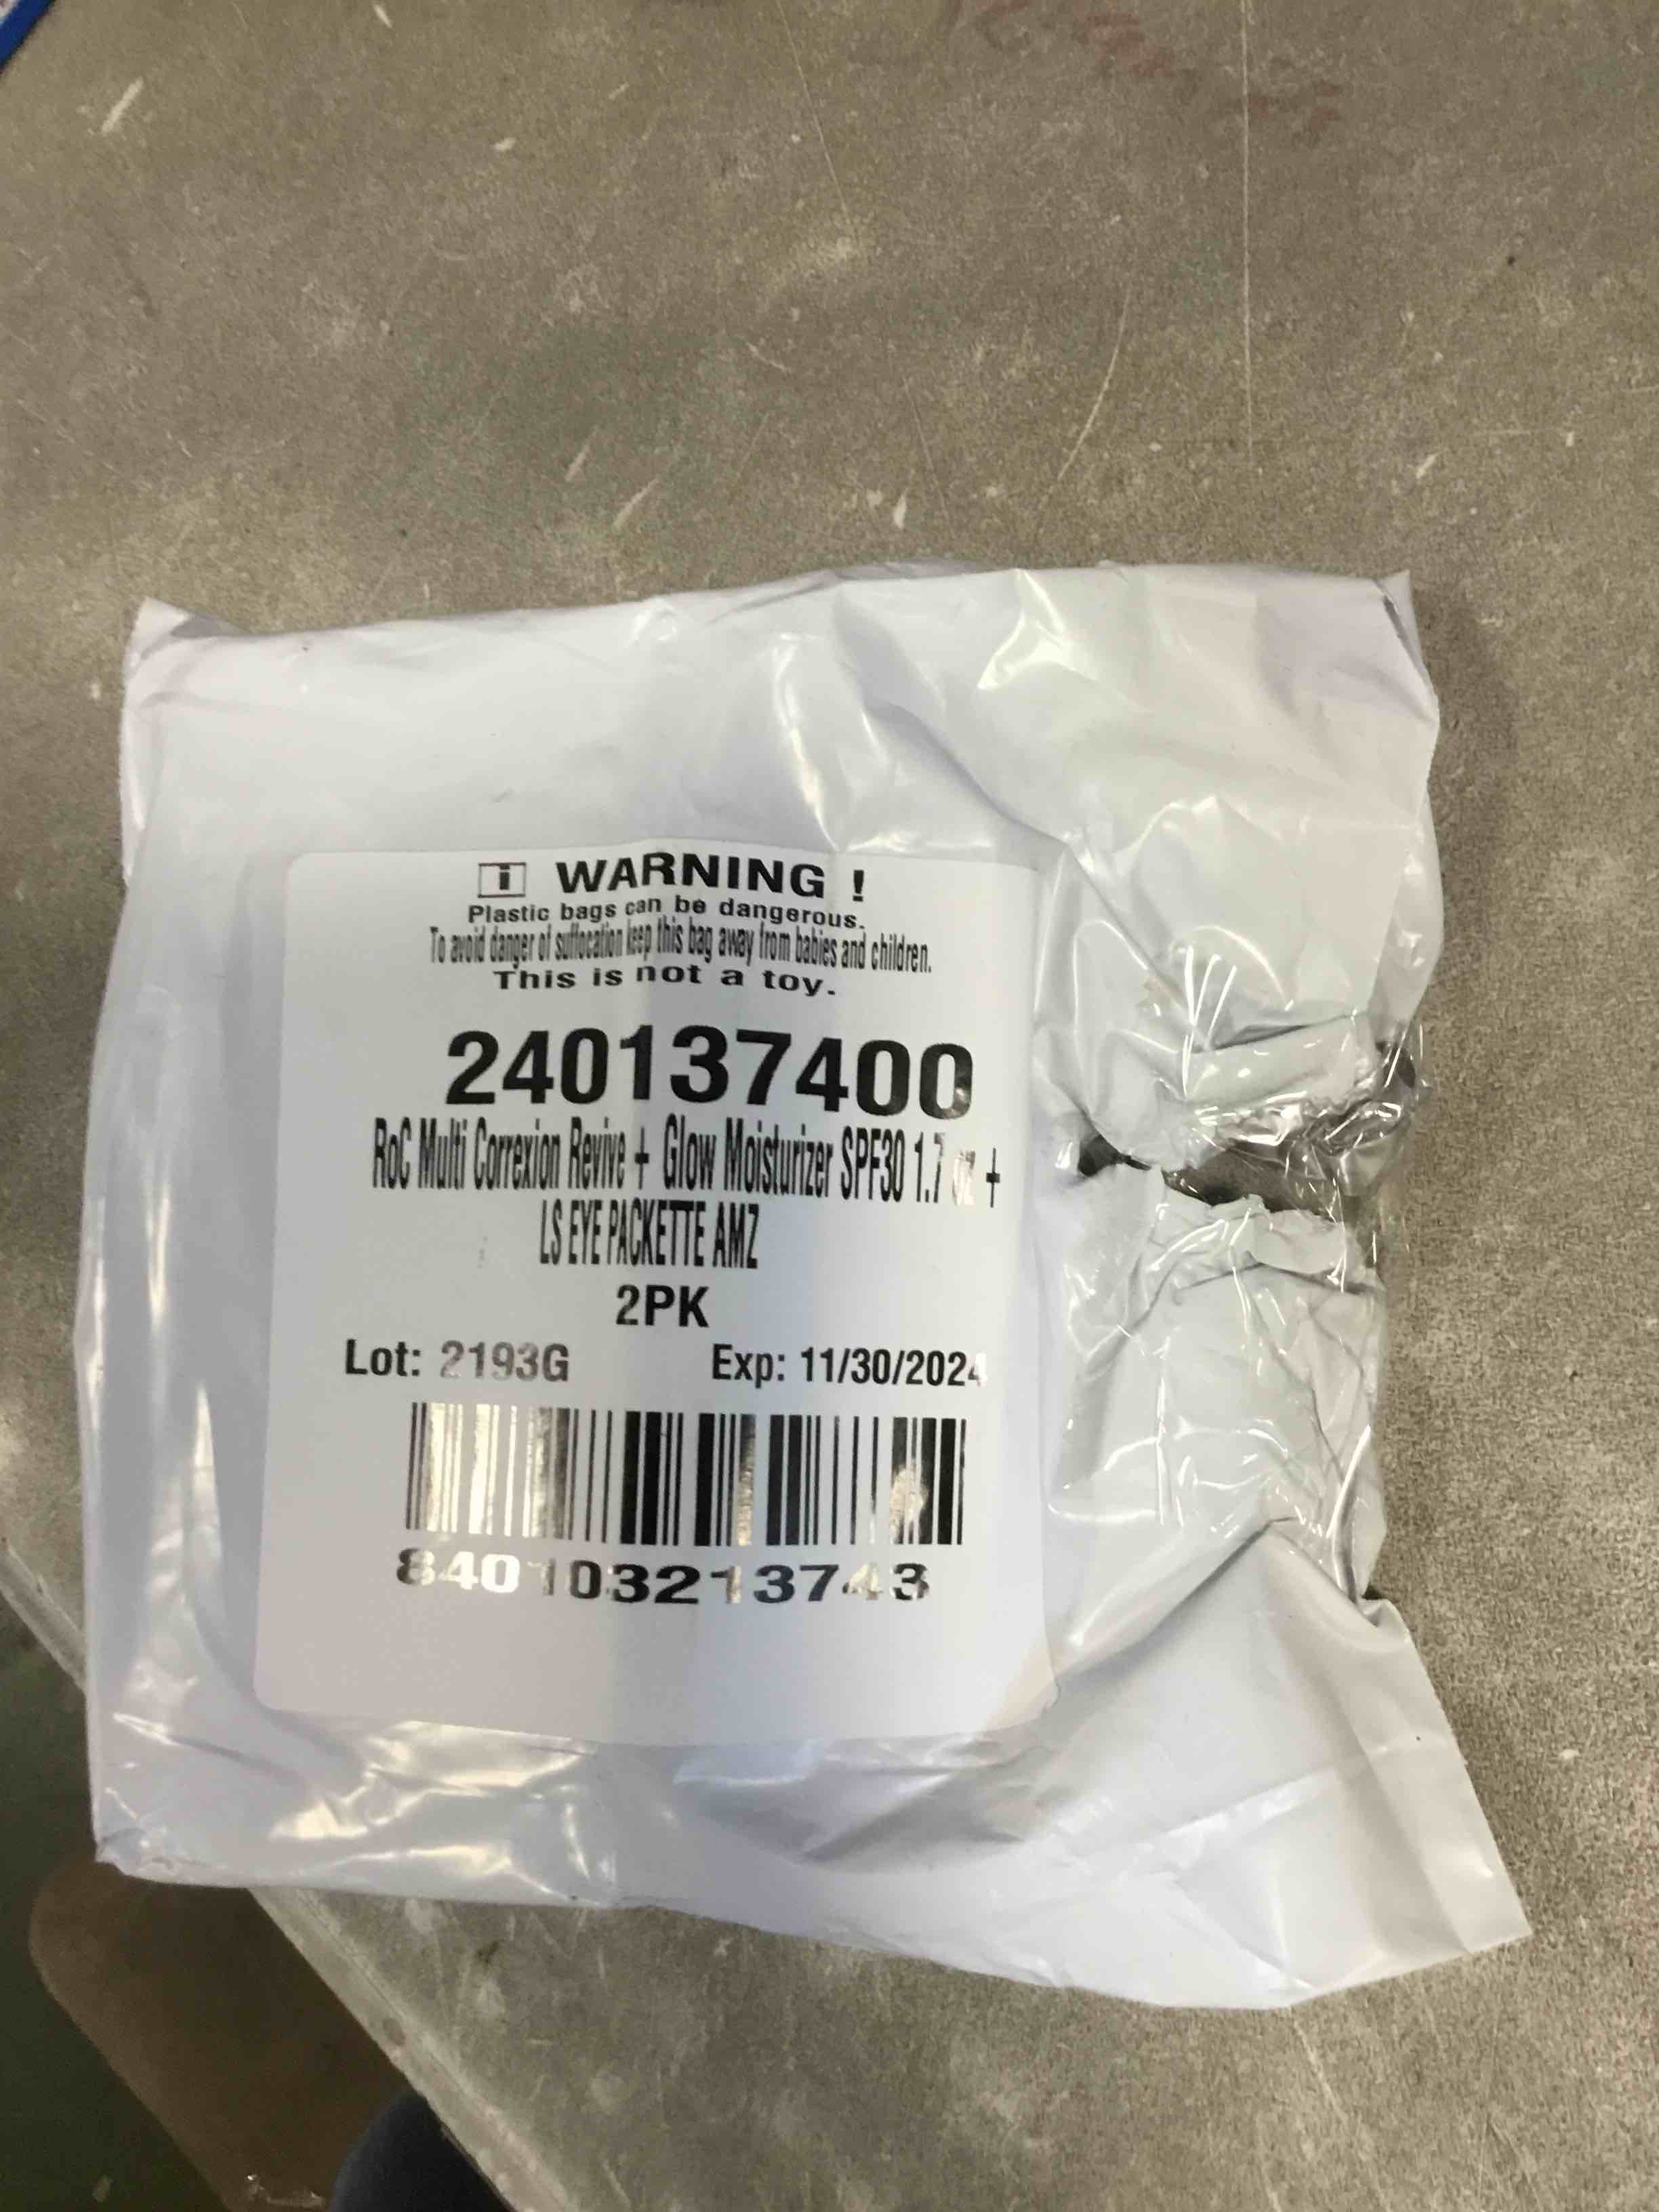 i WARNING !
Plastic bags can be dangerous.
To avoid danger of suffocation keep this bag away from babies and children.
This is not a toy.
240137400
RoC Multi Correxion Revive + Glow Moisturizer SPF30 1.7 oz +
LS EYE PACKETTE AMZ
2PK
Lot: 2193G Exp: 11/30/2024
840103213743